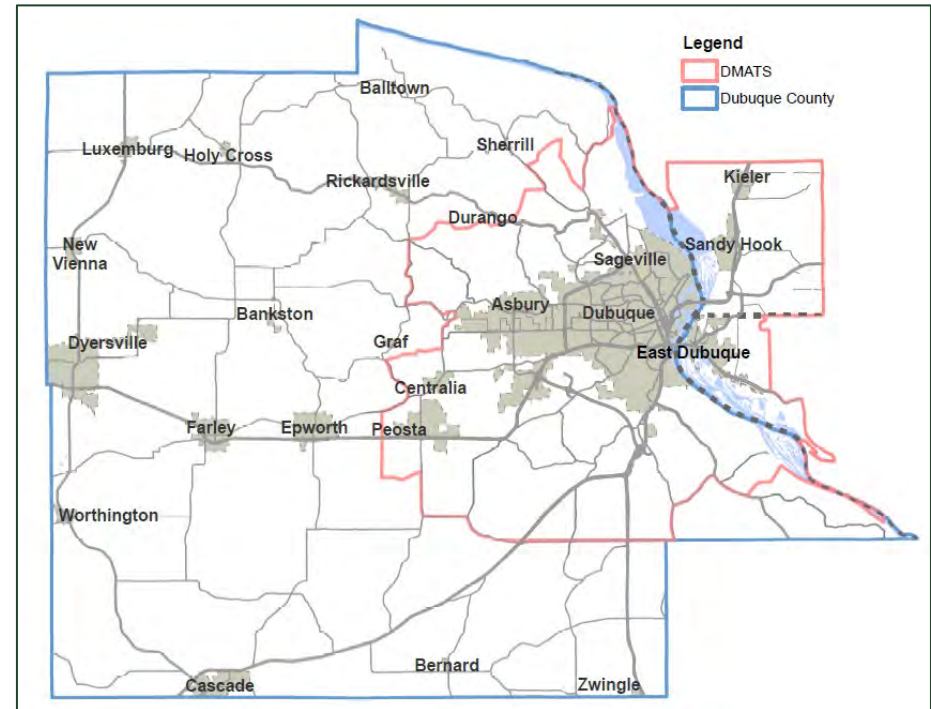 Legend
DMATS
Dubuque County
Balltown
Luxemburg
Holy Cross
Sherrill
Rickardsville
Kieler
Durango
New
Vienna
Sageville
Sandy Hook
Asbury
Dubuque
Bankston
Dyersville
Graf
East Dubuque
Centralia
Farley
Epworth
Peosta
Worthington
Bernard
Cascade
Zwingle